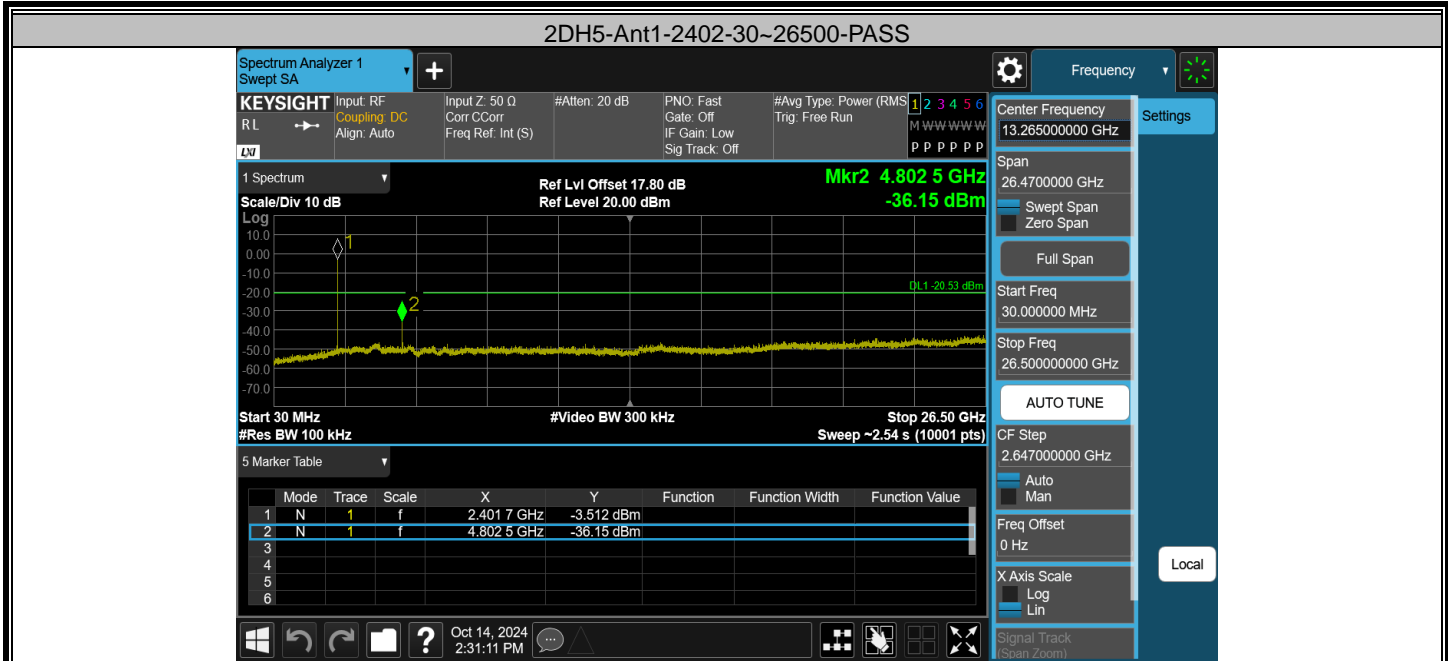 2DH5-Ant1-2402-30~26500-PASS
Spectrum Analyzer 1
Swept SA
Frequency
KEYSIGHT
RL
LXI
Input: RF
Coupling: DC
Align: Auto
Input Z: 50 Ω
Corr CCorr
Freq Ref: Int (S)
#Atten: 20 dB
PNO: Fast
Gate: Off
IF Gain: Low
Sig Track: Off
#Avg Type: Power (RMS
Trig: Free Run
1 2 3 4 5 6
M W W W W W
P P P P P P
1 Spectrum
Scale/Div 10 dB
Ref Lvl Offset 17.80 dB
Ref Level 20.00 dBm
Mkr2 4.802 5 GHz
-36.15 dBm
Log
10.0
0.00
-10.0
-20.0
-30.0
-40.0
-50.0
-60.0
-70.0
1
2
DL1 -20.53 dBm
Start 30 MHz
#Video BW 300 kHz
Stop 26.50 GHz
#Res BW 100 kHz
Sweep ~2.54 s (10001 pts)
5 Marker Table
Mode Trace Scale X Y Function Function Width Function Value
1 N 1 f 2.401 7 GHz -3.512 dBm
2 N 1 f 4.802 5 GHz -36.15 dBm
3
4
5
6
Oct 14, 2024
2:31:11 PM
?
Center Frequency
13.265000000 GHz
Settings
Span
26.4700000 GHz
Swept Span
Zero Span
Full Span
Start Freq
30.000000 MHz
Stop Freq
26.500000000 GHz
AUTO TUNE
CF Step
2.647000000 GHz
Auto
Man
Freq Offset
0 Hz
X Axis Scale
Log
Lin
Local
Signal Track
(Span Zoom)